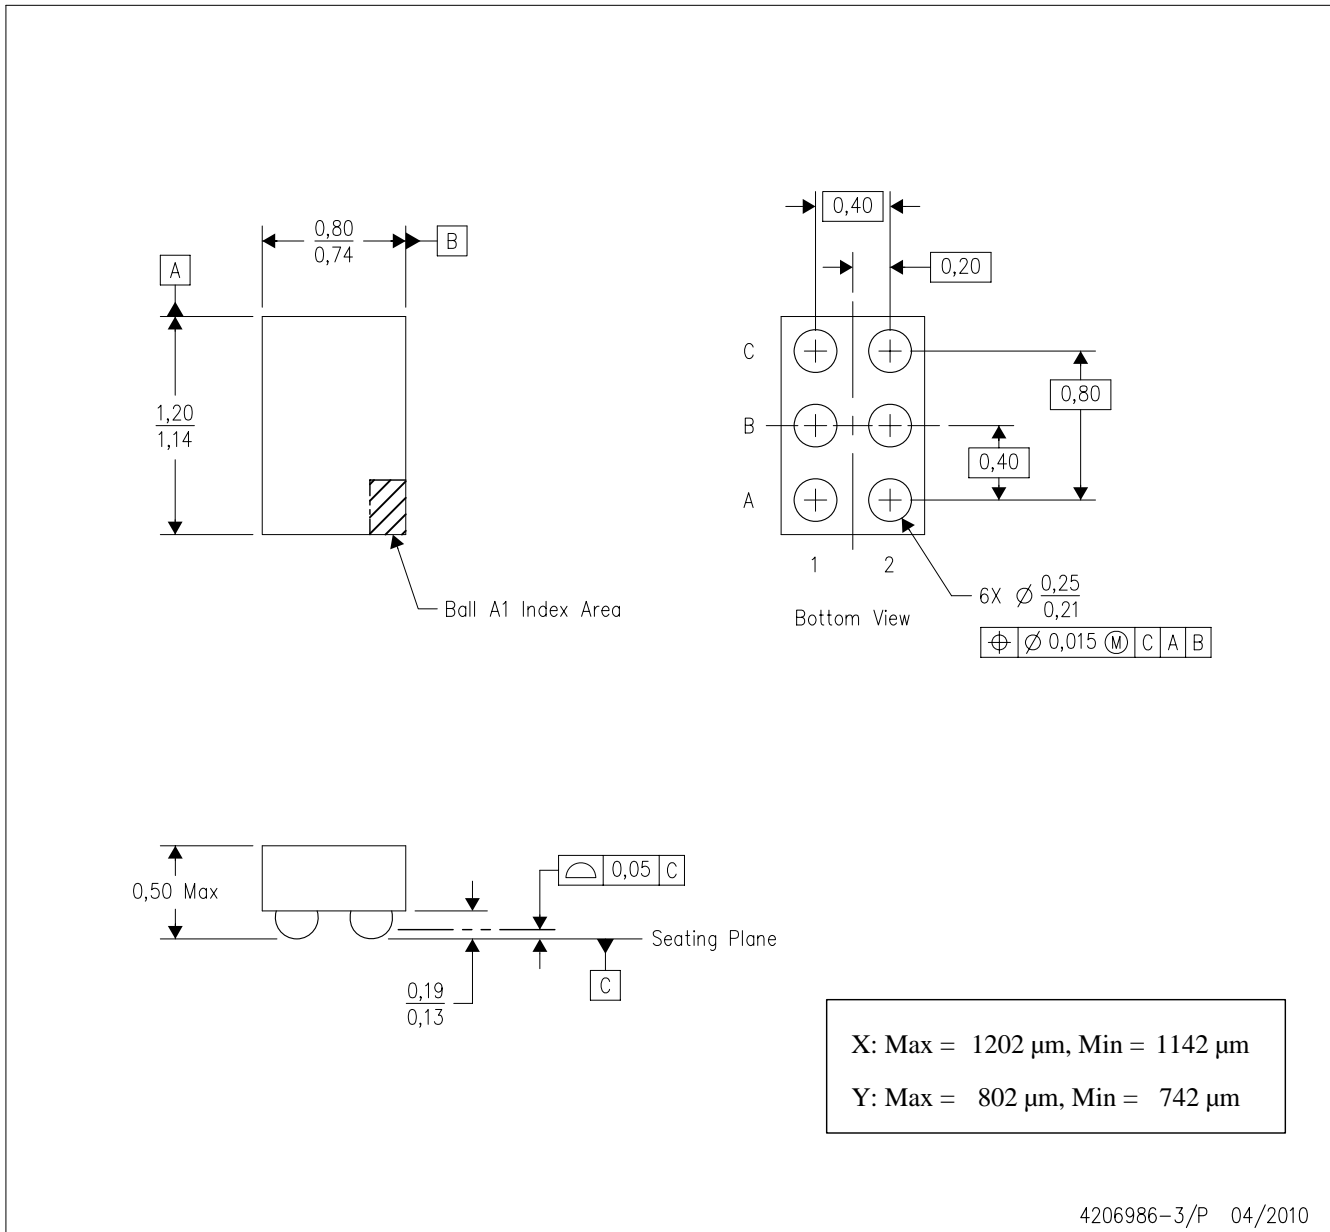 0,40
0,80
0,74
B
A
0,20
C
0,80
1,20
1,14
B
0,40
A
1 2
Ball A1 Index Area
6X Ø 0,25
0,21
Bottom View
⌖ Ø 0,015 Ⓜ C A B
0,50 Max
⌓ 0,05 C
Seating Plane
0,19
0,13
C
X: Max = 1202 µm, Min = 1142 µm
Y: Max = 802 µm, Min = 742 µm
4206986-3/P 04/2010